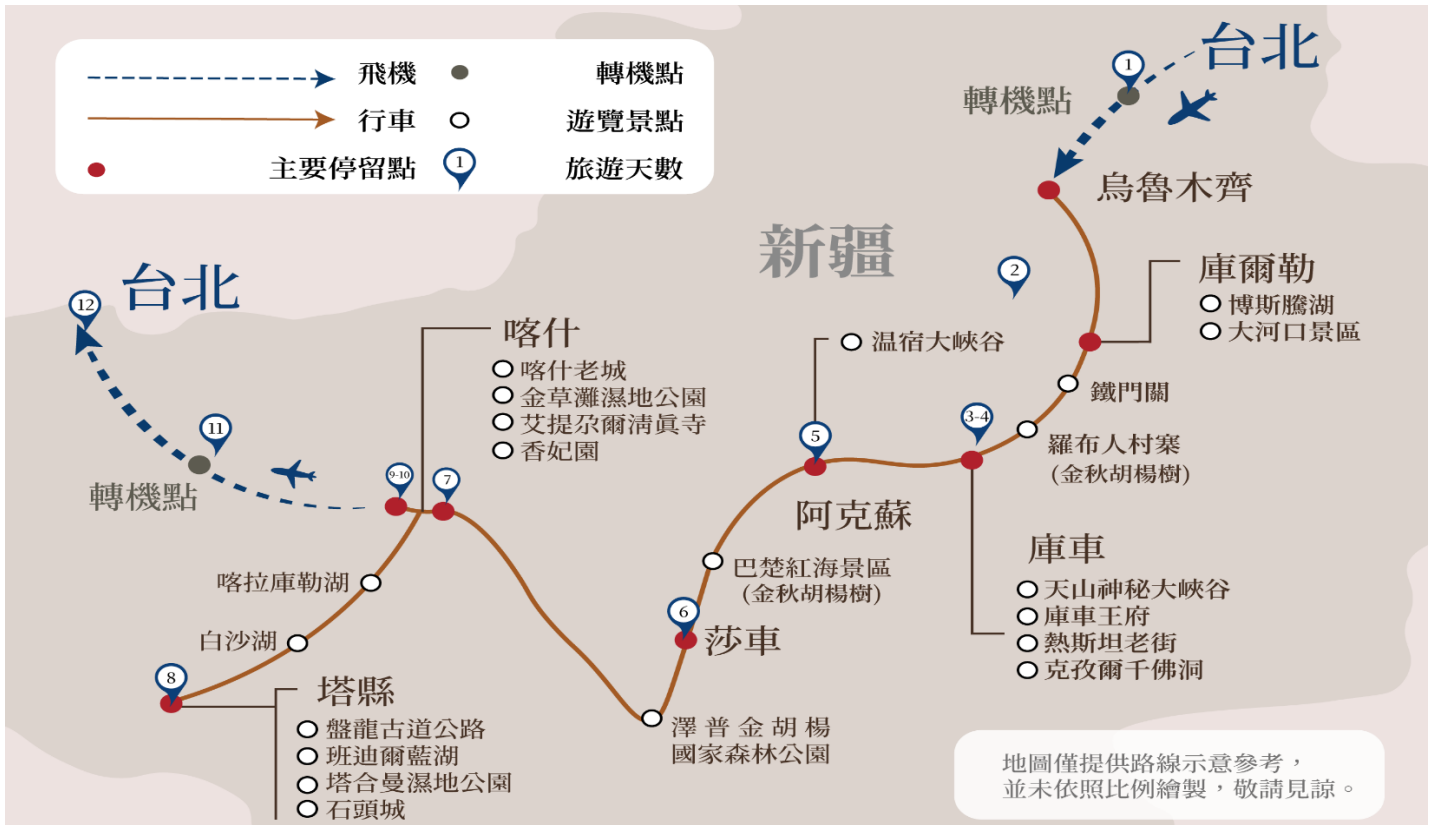 飛機
轉機點
行車
遊覽景點
主要停留點
1
旅遊天數
台北
1
轉機點
烏魯木齊
新疆
2
庫爾勒
博斯騰湖
大河口景區
鐵門關
羅布人村寨
(金秋胡楊樹)
3-4
庫車
天山神秘大峽谷
庫車王府
熱斯坦老街
克孜爾千佛洞
温宿大峽谷
5
阿克蘇
巴楚紅海景區
(金秋胡楊樹)
6
莎車
澤普金胡楊
國家森林公園
7
喀什
喀什老城
金草灘濕地公園
艾提尕爾清眞寺
香妃園
喀拉庫勒湖
白沙湖
8
塔縣
盤龍古道公路
班迪爾藍湖
塔合曼濕地公園
石頭城
9-10
11
轉機點
12
台北
地圖僅提供路線示意參考，
並未依照比例繪製，敬請見諒。